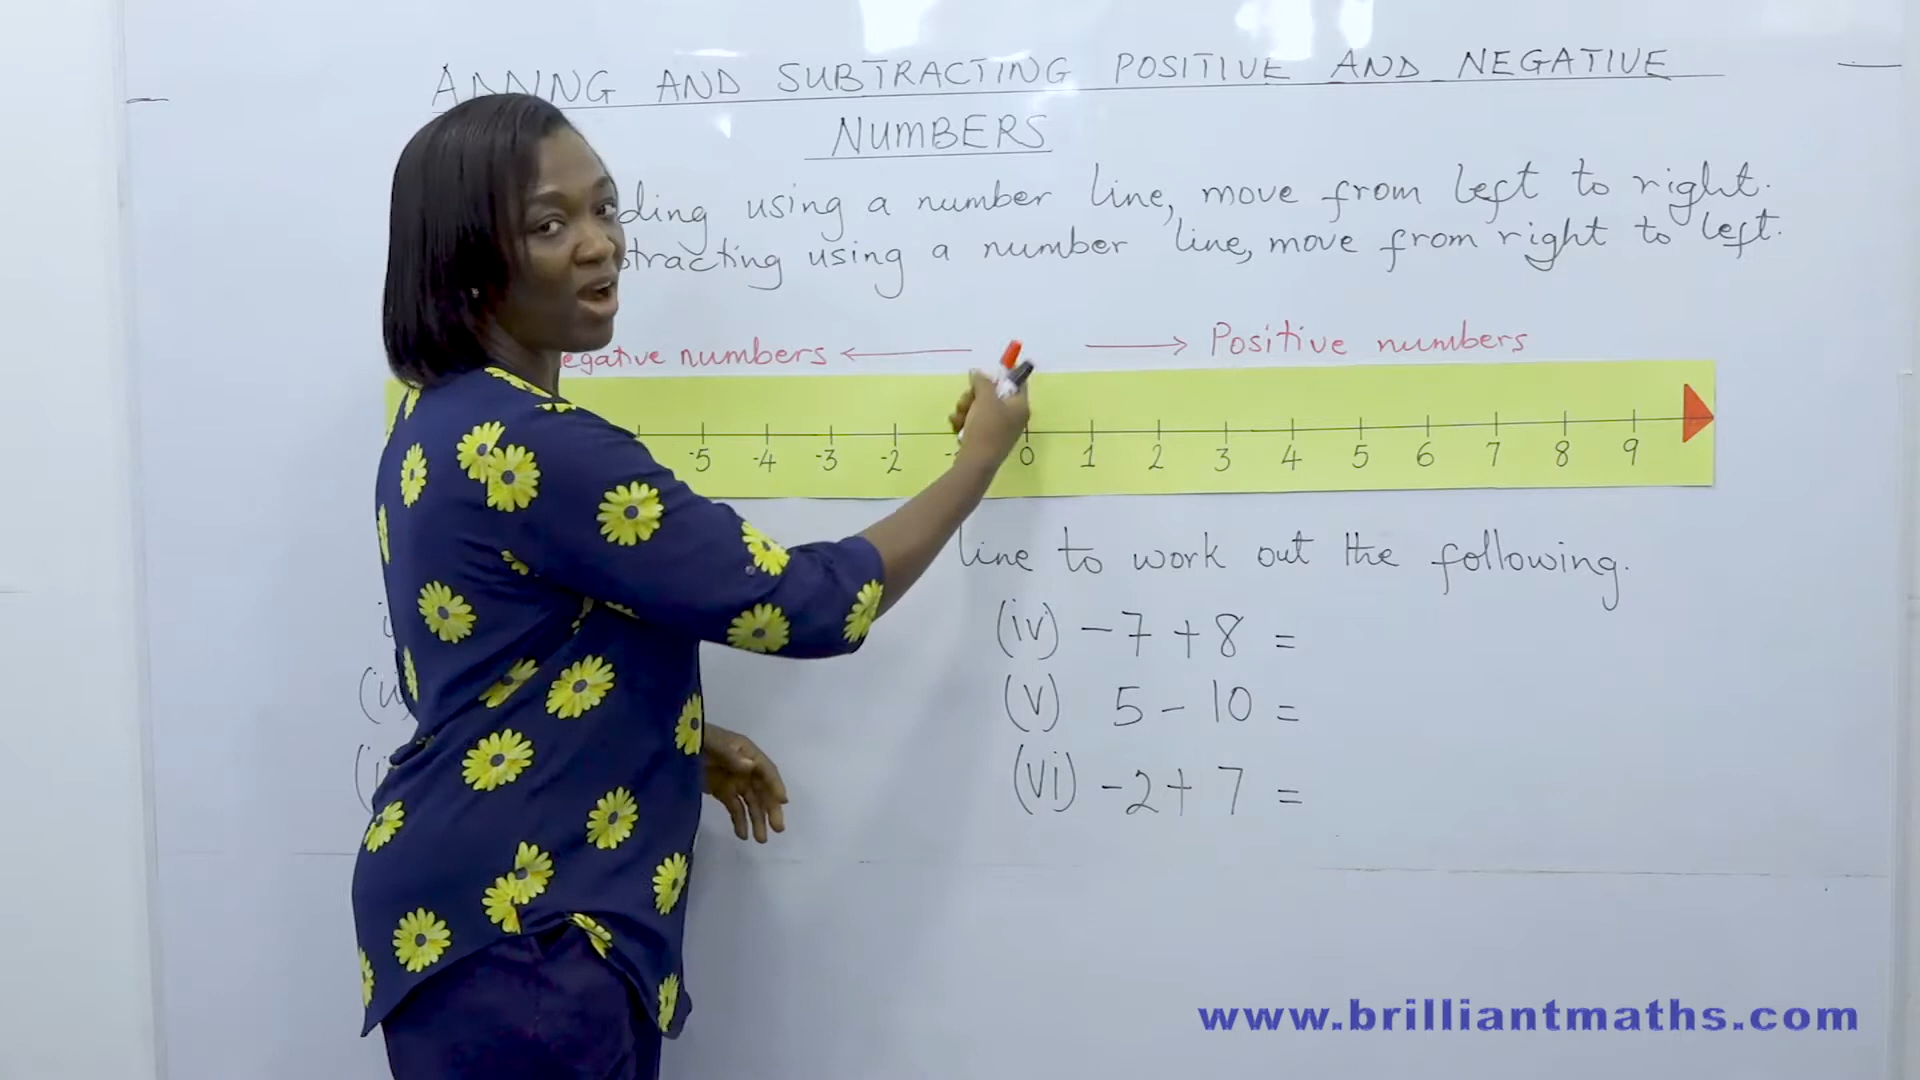 AND SUBTRACTING POSITIVE AND NEGATIVE
NUMBERS
using a number line, move from left to right.
using a number line, move from right to left.
numbers ← → Positive numbers
-5 -4 -3 -2 0 1 2 3 4 5 6 7 8 9
line to work out the following.
(iv) -7 + 8 =
(v) 5 - 10 =
(vi) -2 + 7 =
www.brilliantmaths.com